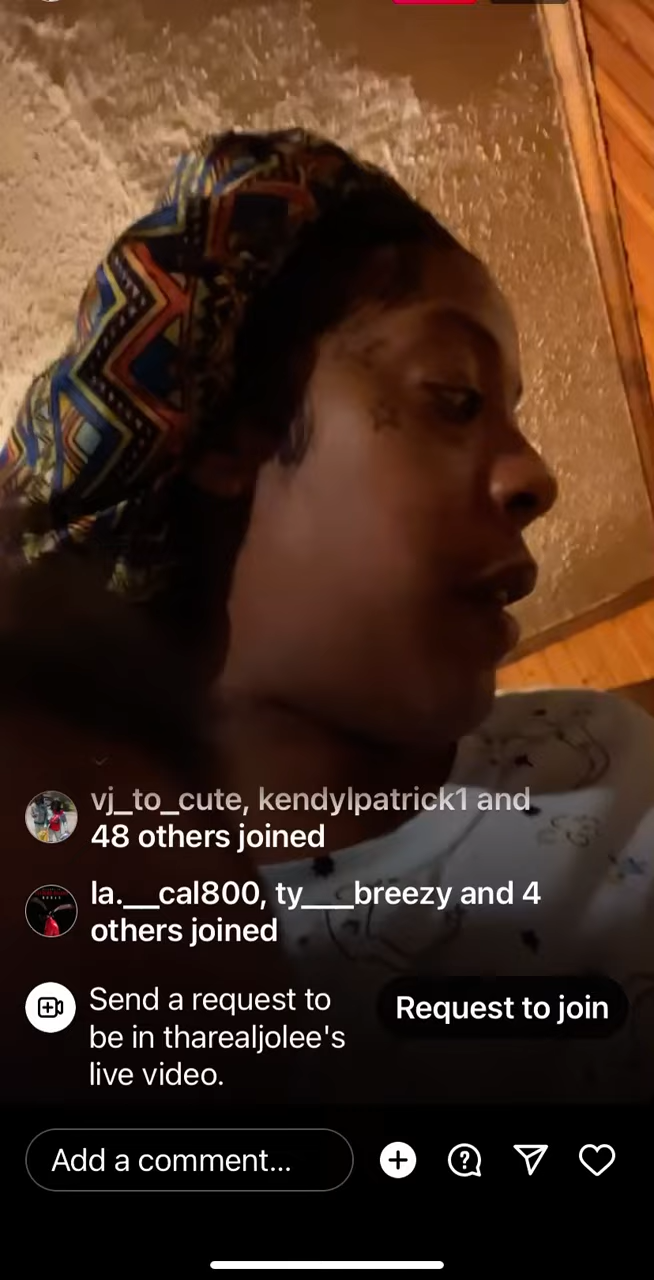 vj_to_cute, kendylpatrick1 and
48 others joined
la.__cal800, ty___breezy and 4
others joined
Send a request to
be in tharealjolee's
live video.
Request to join
Add a comment...